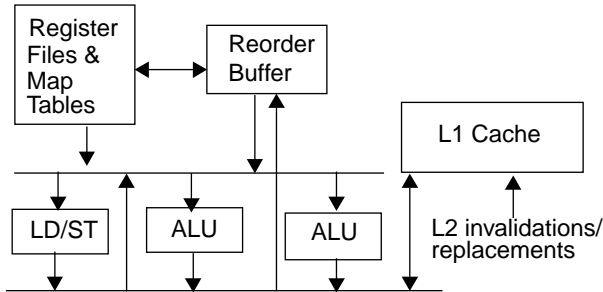 Register
Files &
Map
Tables
Reorder
Buffer
L1 Cache
L2 invalidations/
replacements
LD/ST
ALU
ALU